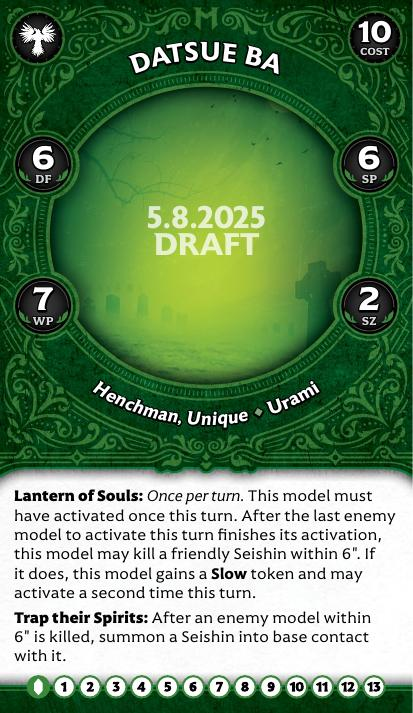 10
COST
DATSUE BA
6
DF
6
SP
5.8.2025
DRAFT
7
WP
2
SZ
Henchman, Unique ⬥ Urami
Lantern of Souls: Once per turn. This model must
have activated once this turn. After the last enemy
model to activate this turn finishes its activation,
this model may kill a friendly Seishin within 6". If
it does, this model gains a Slow token and may
activate a second time this turn.
Trap their Spirits: After an enemy model within
6" is killed, summon a Seishin into base contact
with it.
1 2 3 4 5 6 7 8 9 10 11 12 13